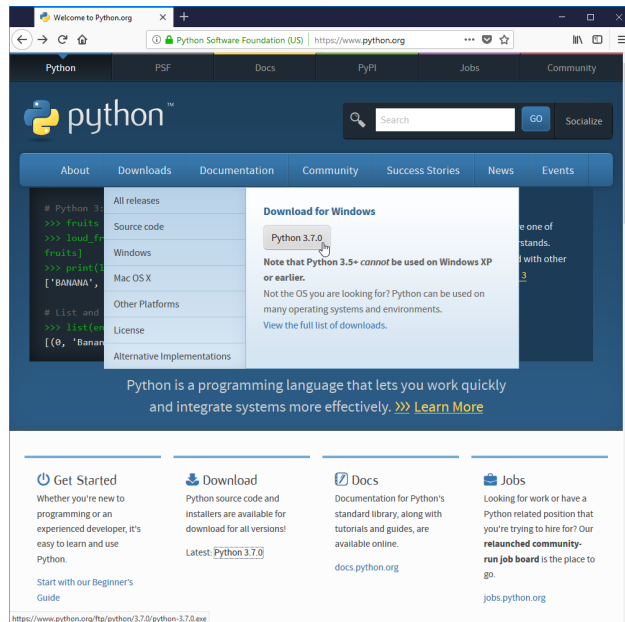 Welcome to Python.org
Python Software Foundation (US) https://www.python.org
Python PSF Docs PyPI Jobs Community
python™
Search GO Socialize
About Downloads Documentation Community Success Stories News Events
All releases
Source code
Windows
Mac OS X
Other Platforms
License
Alternative Implementations
Download for Windows
Python 3.7.0
Note that Python 3.5+ cannot be used on Windows XP
or earlier.
Not the OS you are looking for? Python can be used on
many operating systems and environments.
View the full list of downloads.
# Python 3:
>>> fruits
>>> loud_fr
fruits]
>>> print(l
['BANANA',
# List and
>>> list(en
[(0, 'Banan
one of
with other
3
Python is a programming language that lets you work quickly
and integrate systems more effectively. >>> Learn More
Get Started
Whether you're new to
programming or an
experienced developer, it's
easy to learn and use
Python.
Start with our Beginner's
Guide
Download
Python source code and
installers are available for
download for all versions!
Latest: Python 3.7.0
Docs
Documentation for Python's
standard library, along with
tutorials and guides, are
available online.
docs.python.org
Jobs
Looking for work or have a
Python related position that
you're trying to hire for? Our
relaunched community-
run job board is the place to
go.
jobs.python.org
https://www.python.org/ftp/python/3.7.0/python-3.7.0.exe